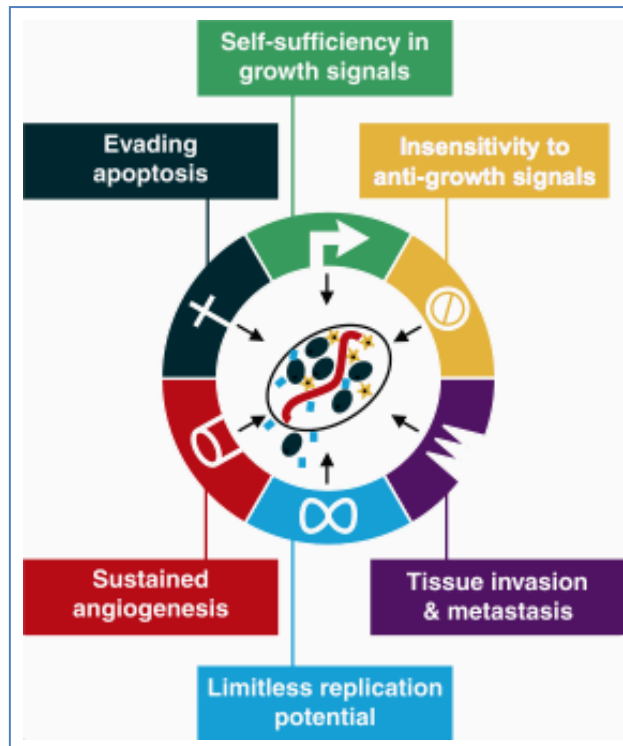 Self-sufficiency in
growth signals
Evading
apoptosis
Insensitivity to
anti-growth signals
Sustained
angiogenesis
Tissue invasion
& metastasis
Limitless replication
potential